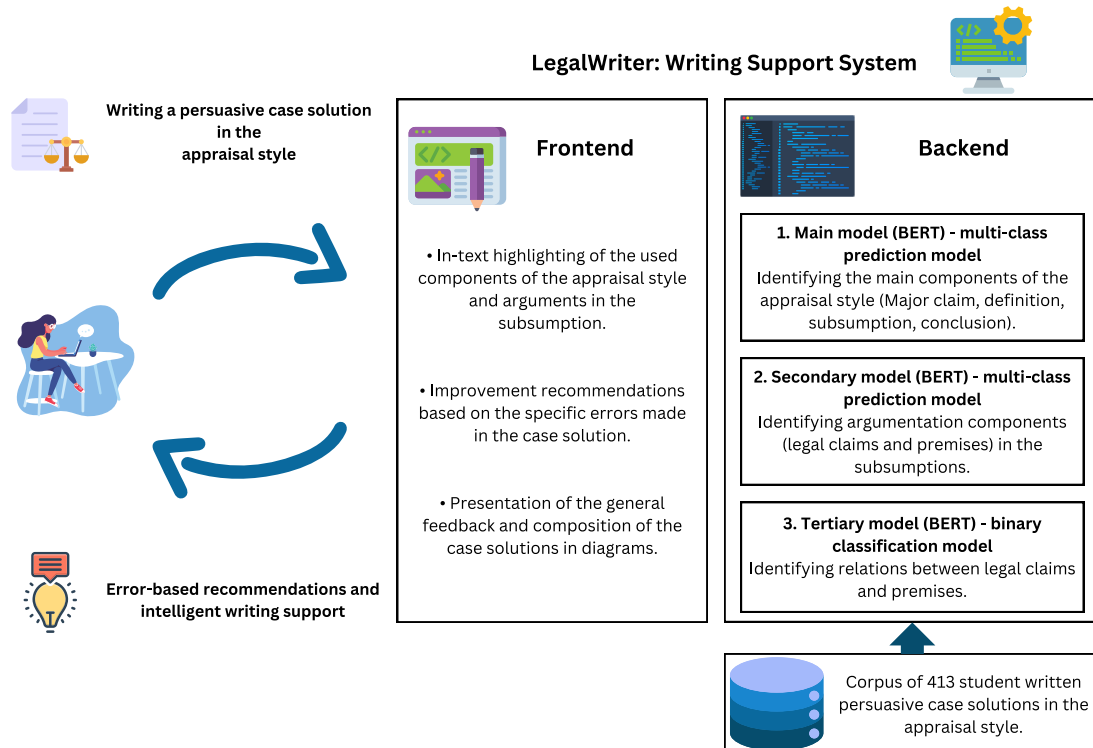 LegalWriter: Writing Support System
Writing a persuasive case solution
in the
appraisal style
Error-based recommendations and
intelligent writing support
</>
Frontend
• In-text highlighting of the used
components of the appraisal style
and arguments in the
subsumption.
• Improvement recommendations
based on the specific errors made
in the case solution.
• Presentation of the general
feedback and composition of the
case solutions in diagrams.
</>
Backend
1. Main model (BERT) - multi-class
prediction model
Identifying the main components of the
appraisal style (Major claim, definition,
subsumption, conclusion).
2. Secondary model (BERT) - multi-class
prediction model
Identifying argumentation components
(legal claims and premises) in the
subsumptions.
3. Tertiary model (BERT) - binary
classification model
Identifying relations between legal claims
and premises.
Corpus of 413 student written
persuasive case solutions in the
appraisal style.